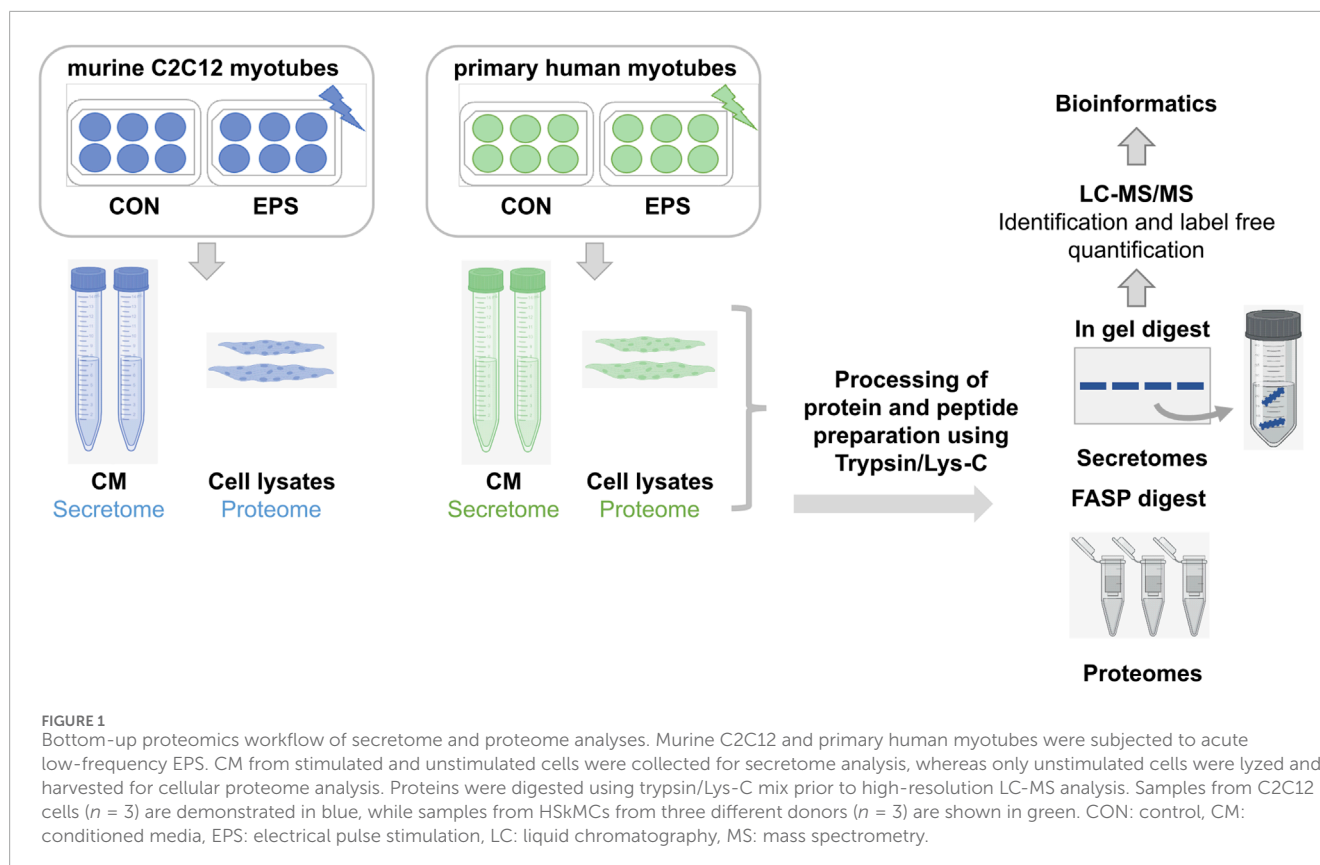 murine C2C12 myotubes
CON
EPS
CM
Secretome
Cell lysates
Proteome
primary human myotubes
CON
EPS
CM
Secretome
Cell lysates
Proteome
Processing of
protein and peptide
preparation using
Trypsin/Lys-C
Bioinformatics
LC-MS/MS
Identification and label free
quantification
In gel digest
Secretomes
FASP digest
Proteomes
FIGURE 1
Bottom-up proteomics workflow of secretome and proteome analyses. Murine C2C12 and primary human myotubes were subjected to acute
low-frequency EPS. CM from stimulated and unstimulated cells were collected for secretome analysis, whereas only unstimulated cells were lyzed and
harvested for cellular proteome analysis. Proteins were digested using trypsin/Lys-C mix prior to high-resolution LC-MS analysis. Samples from C2C12
cells (n = 3) are demonstrated in blue, while samples from HSkMCs from three different donors (n = 3) are shown in green. CON: control, CM:
conditioned media, EPS: electrical pulse stimulation, LC: liquid chromatography, MS: mass spectrometry.